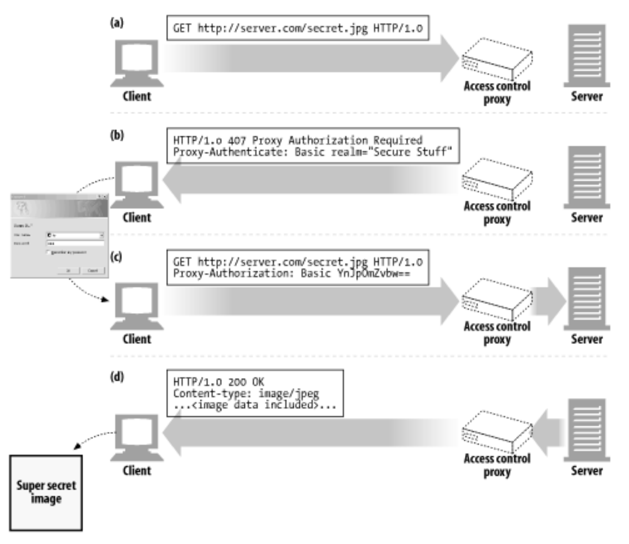 (a)
GET http://server.com/secret.jpg HTTP/1.0
Client
Access control
proxy
Server
(b)
HTTP/1.0 407 Proxy Authorization Required
Proxy-Authenticate: Basic realm="Secure Stuff"
Client
Access control
proxy
Server
(c)
GET http://server.com/secret.jpg HTTP/1.0
Proxy-Authorization: Basic YnJpOmZvbw==
Client
Access control
proxy
Server
(d)
HTTP/1.0 200 OK
Content-type: image/jpeg
...<image data included>...
Client
Access control
proxy
Server
Super secret
image